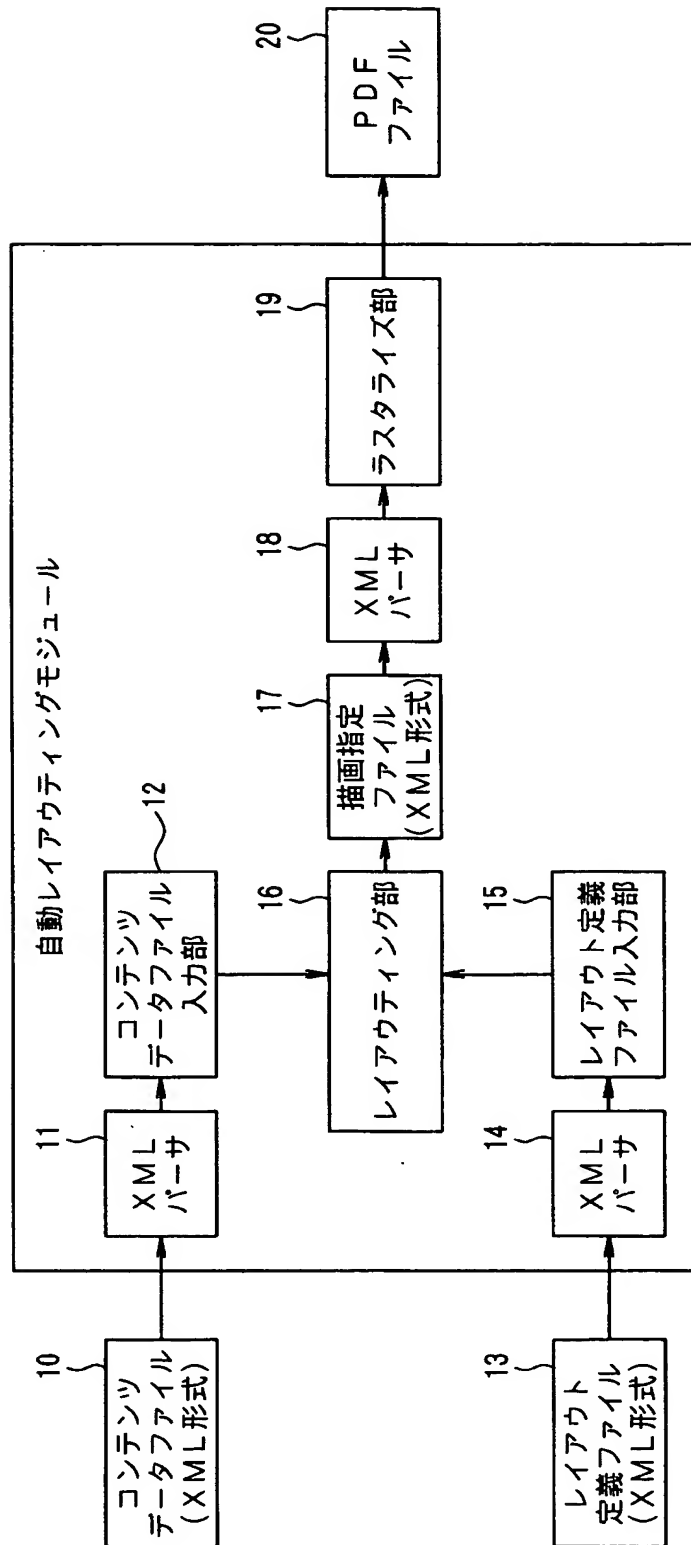 自動レイアウティングモジュール
10
コンテンツ
データファイル
(XML形式)
11
XML
パーサ
12
コンテンツ
データファイル
入力部
13
レイアウト
定義ファイル
(XML形式)
14
XML
パーサ
15
レイアウト定義
ファイル入力部
16
レイアウティング部
17
描画指定
ファイル
(XML形式)
18
XML
パーサ
19
ラスタライズ部
20
PDF
ファイル